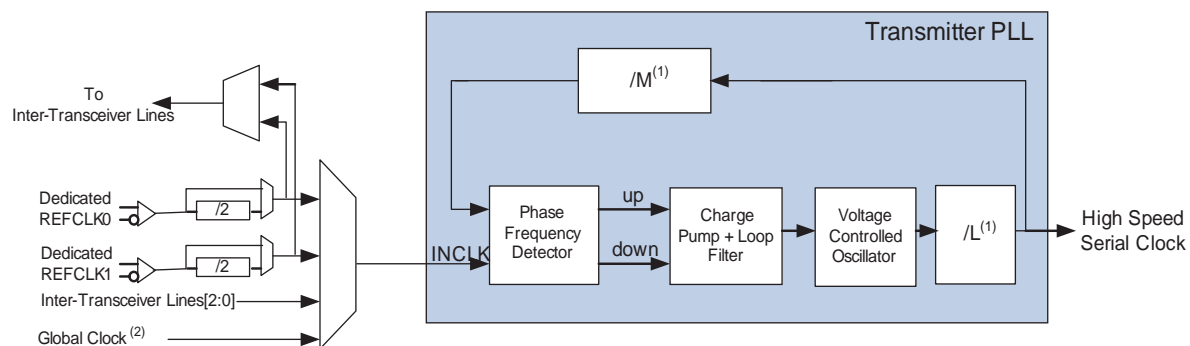 Transmitter PLL
/M(1)
To
Inter-Transceiver Lines
Dedicated
REFCLK0
/2
Dedicated
REFCLK1
/2
Inter-Transceiver Lines[2:0]
Global Clock (2)
INCLK
Phase
Frequency
Detector
up
down
Charge
Pump + Loop
Filter
Voltage
Controlled
Oscillator
/L(1)
High Speed
Serial Clock